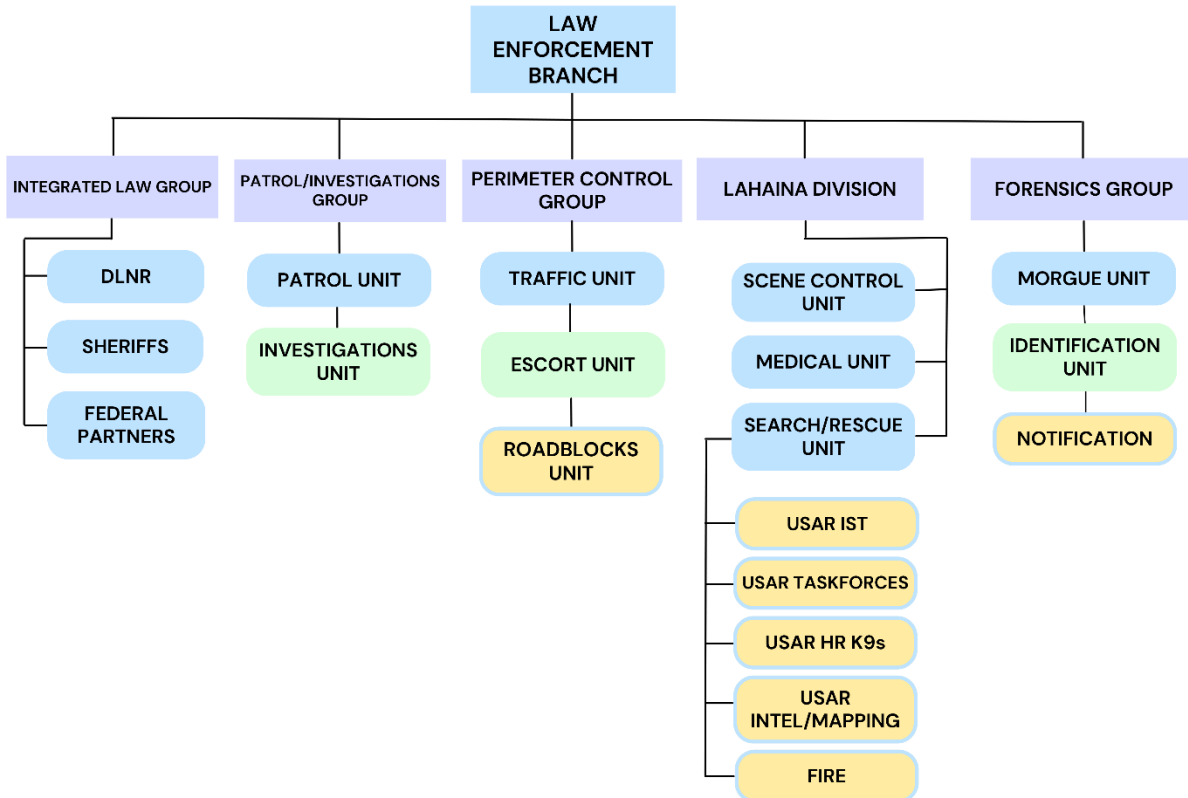 LAW
ENFORCEMENT
BRANCH
INTEGRATED LAW GROUP
PATROL/INVESTIGATIONS
GROUP
PERIMETER CONTROL
GROUP
LAHAINA DIVISION
FORENSICS GROUP
DLNR
SHERIFFS
FEDERAL
PARTNERS
PATROL UNIT
INVESTIGATIONS
UNIT
TRAFFIC UNIT
ESCORT UNIT
ROADBLOCKS
UNIT
SCENE CONTROL
UNIT
MEDICAL UNIT
SEARCH/RESCUE
UNIT
USAR IST
USAR TASKFORCES
USAR HR K9s
USAR
INTEL/MAPPING
FIRE
MORGUE UNIT
IDENTIFICATION
UNIT
NOTIFICATION